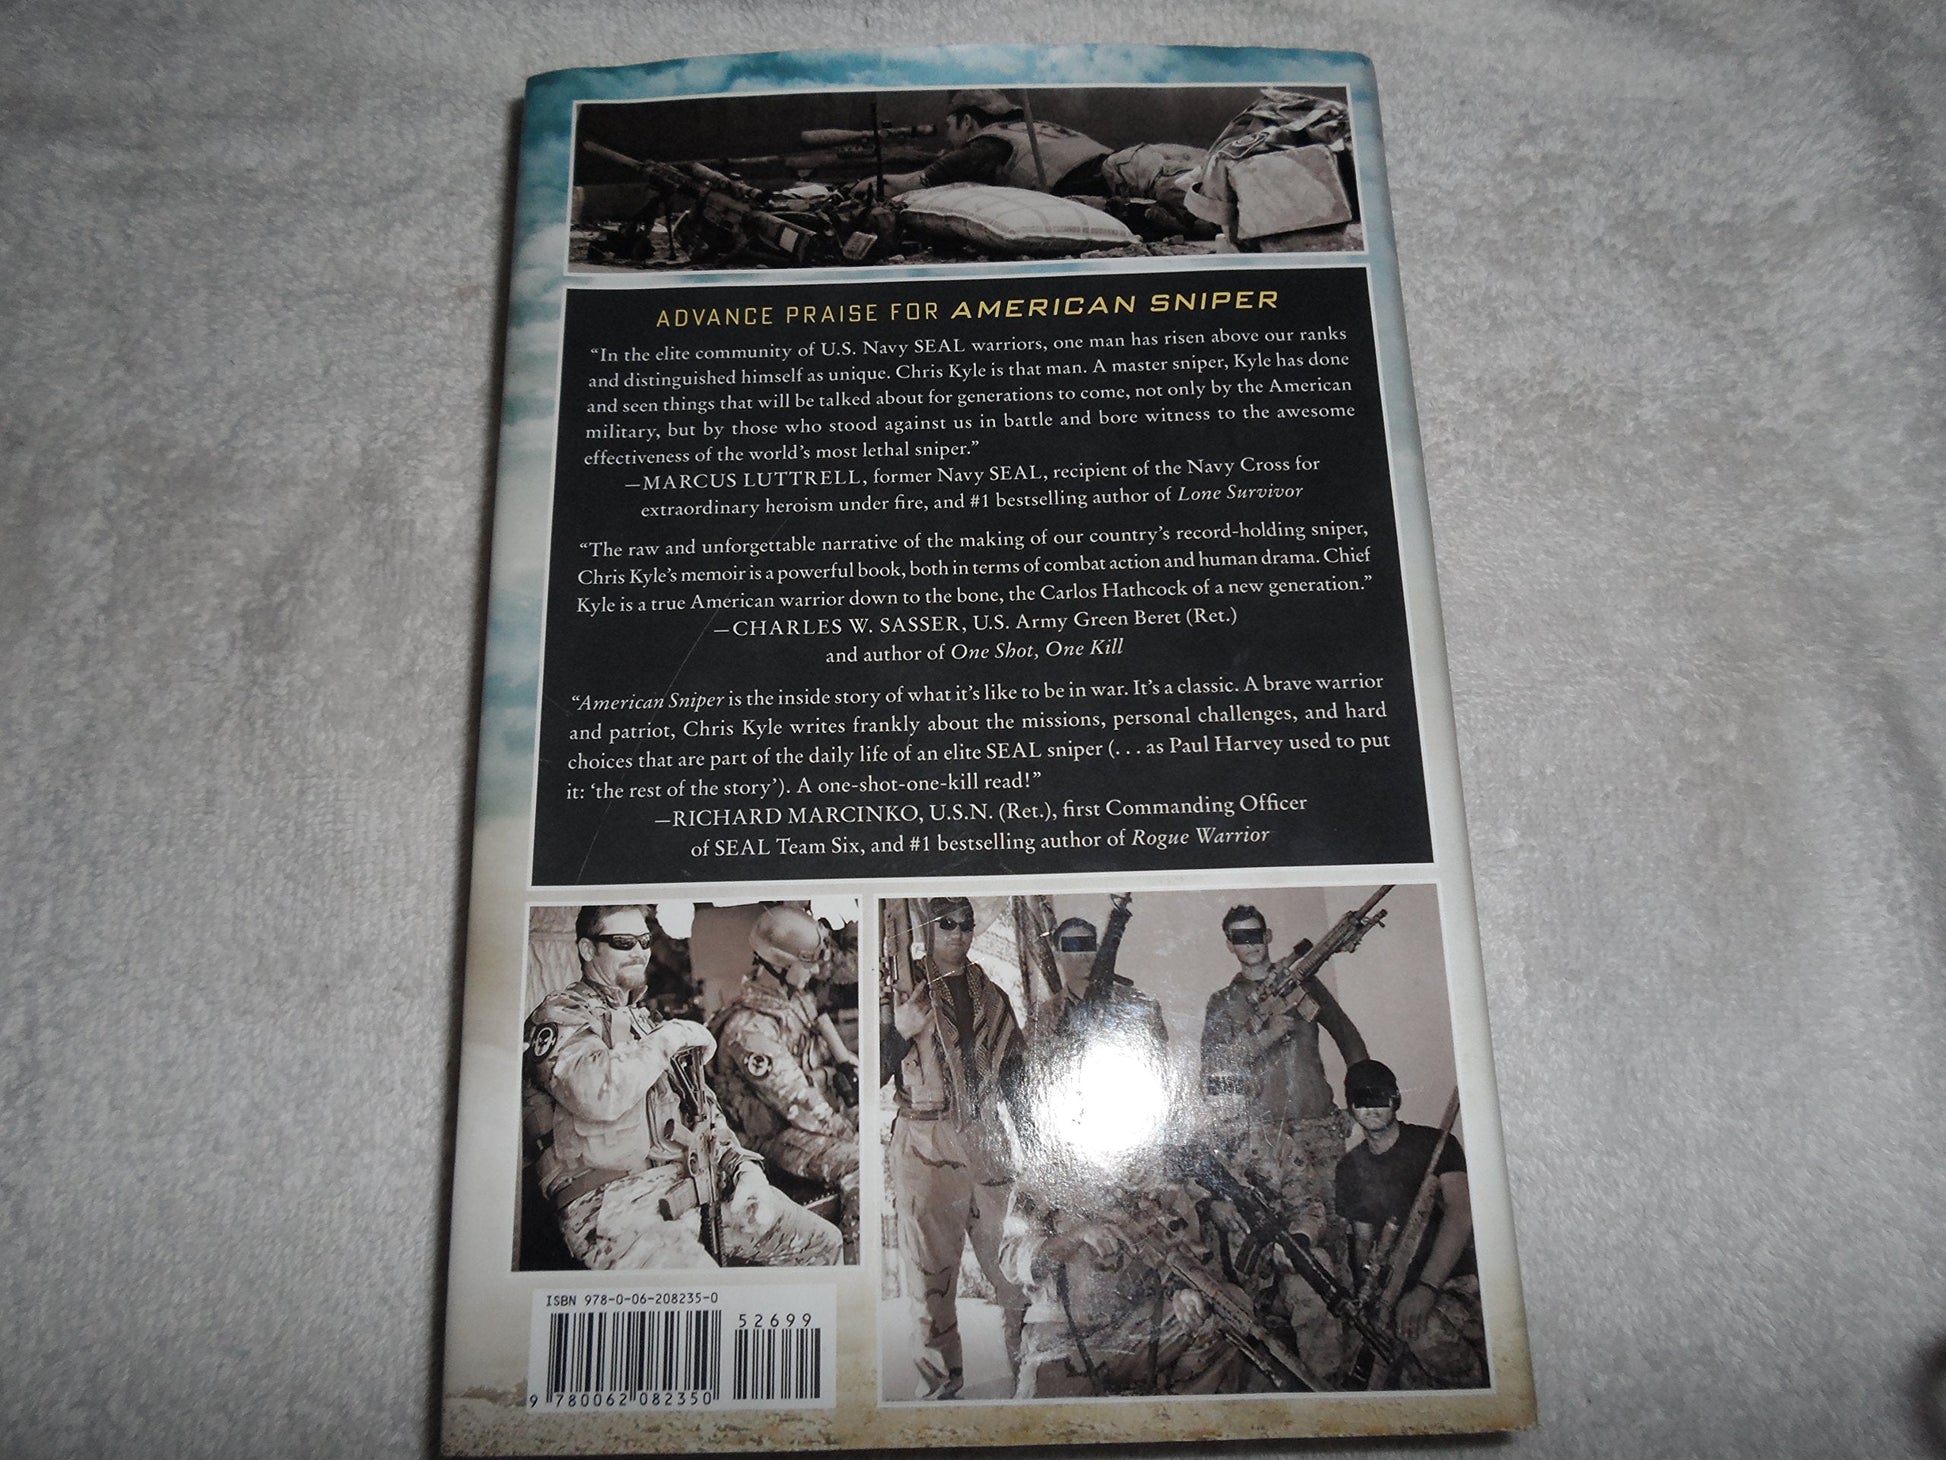 ADVANCE PRAISE FOR AMERICAN SNIPER
“In the elite community of U.S. Navy SEAL warriors, one man has risen above our ranks
and distinguished himself as unique. Chris Kyle is that man. A master sniper, Kyle has done
and seen things that will be talked about for generations to come, not only by the American
military, but by those who stood against us in battle and bore witness to the awesome
effectiveness of the world’s most lethal sniper.”
—MARCUS LUTTRELL, former Navy SEAL, recipient of the Navy Cross for
extraordinary heroism under fire, and #1 bestselling author of Lone Survivor
“The raw and unforgettable narrative of the making of our country’s record-holding sniper,
Chris Kyle’s memoir is a powerful book, both in terms of combat action and human drama. Chief
Kyle is a true American warrior down to the bone, the Carlos Hathcock of a new generation.”
—CHARLES W. SASSER, U.S. Army Green Beret (Ret.)
and author of One Shot, One Kill
“American Sniper is the inside story of what it’s like to be in war. It’s a classic. A brave warrior
and patriot, Chris Kyle writes frankly about the missions, personal challenges, and hard
choices that are part of the daily life of an elite SEAL sniper (. . . as Paul Harvey used to put
it: ‘the rest of the story’). A one-shot-one-kill read!”
—RICHARD MARCINKO, U.S.N. (Ret.), first Commanding Officer
of SEAL Team Six, and #1 bestselling author of Rogue Warrior
ISBN 978-0-06-208235-0
52699
9 780062 082350